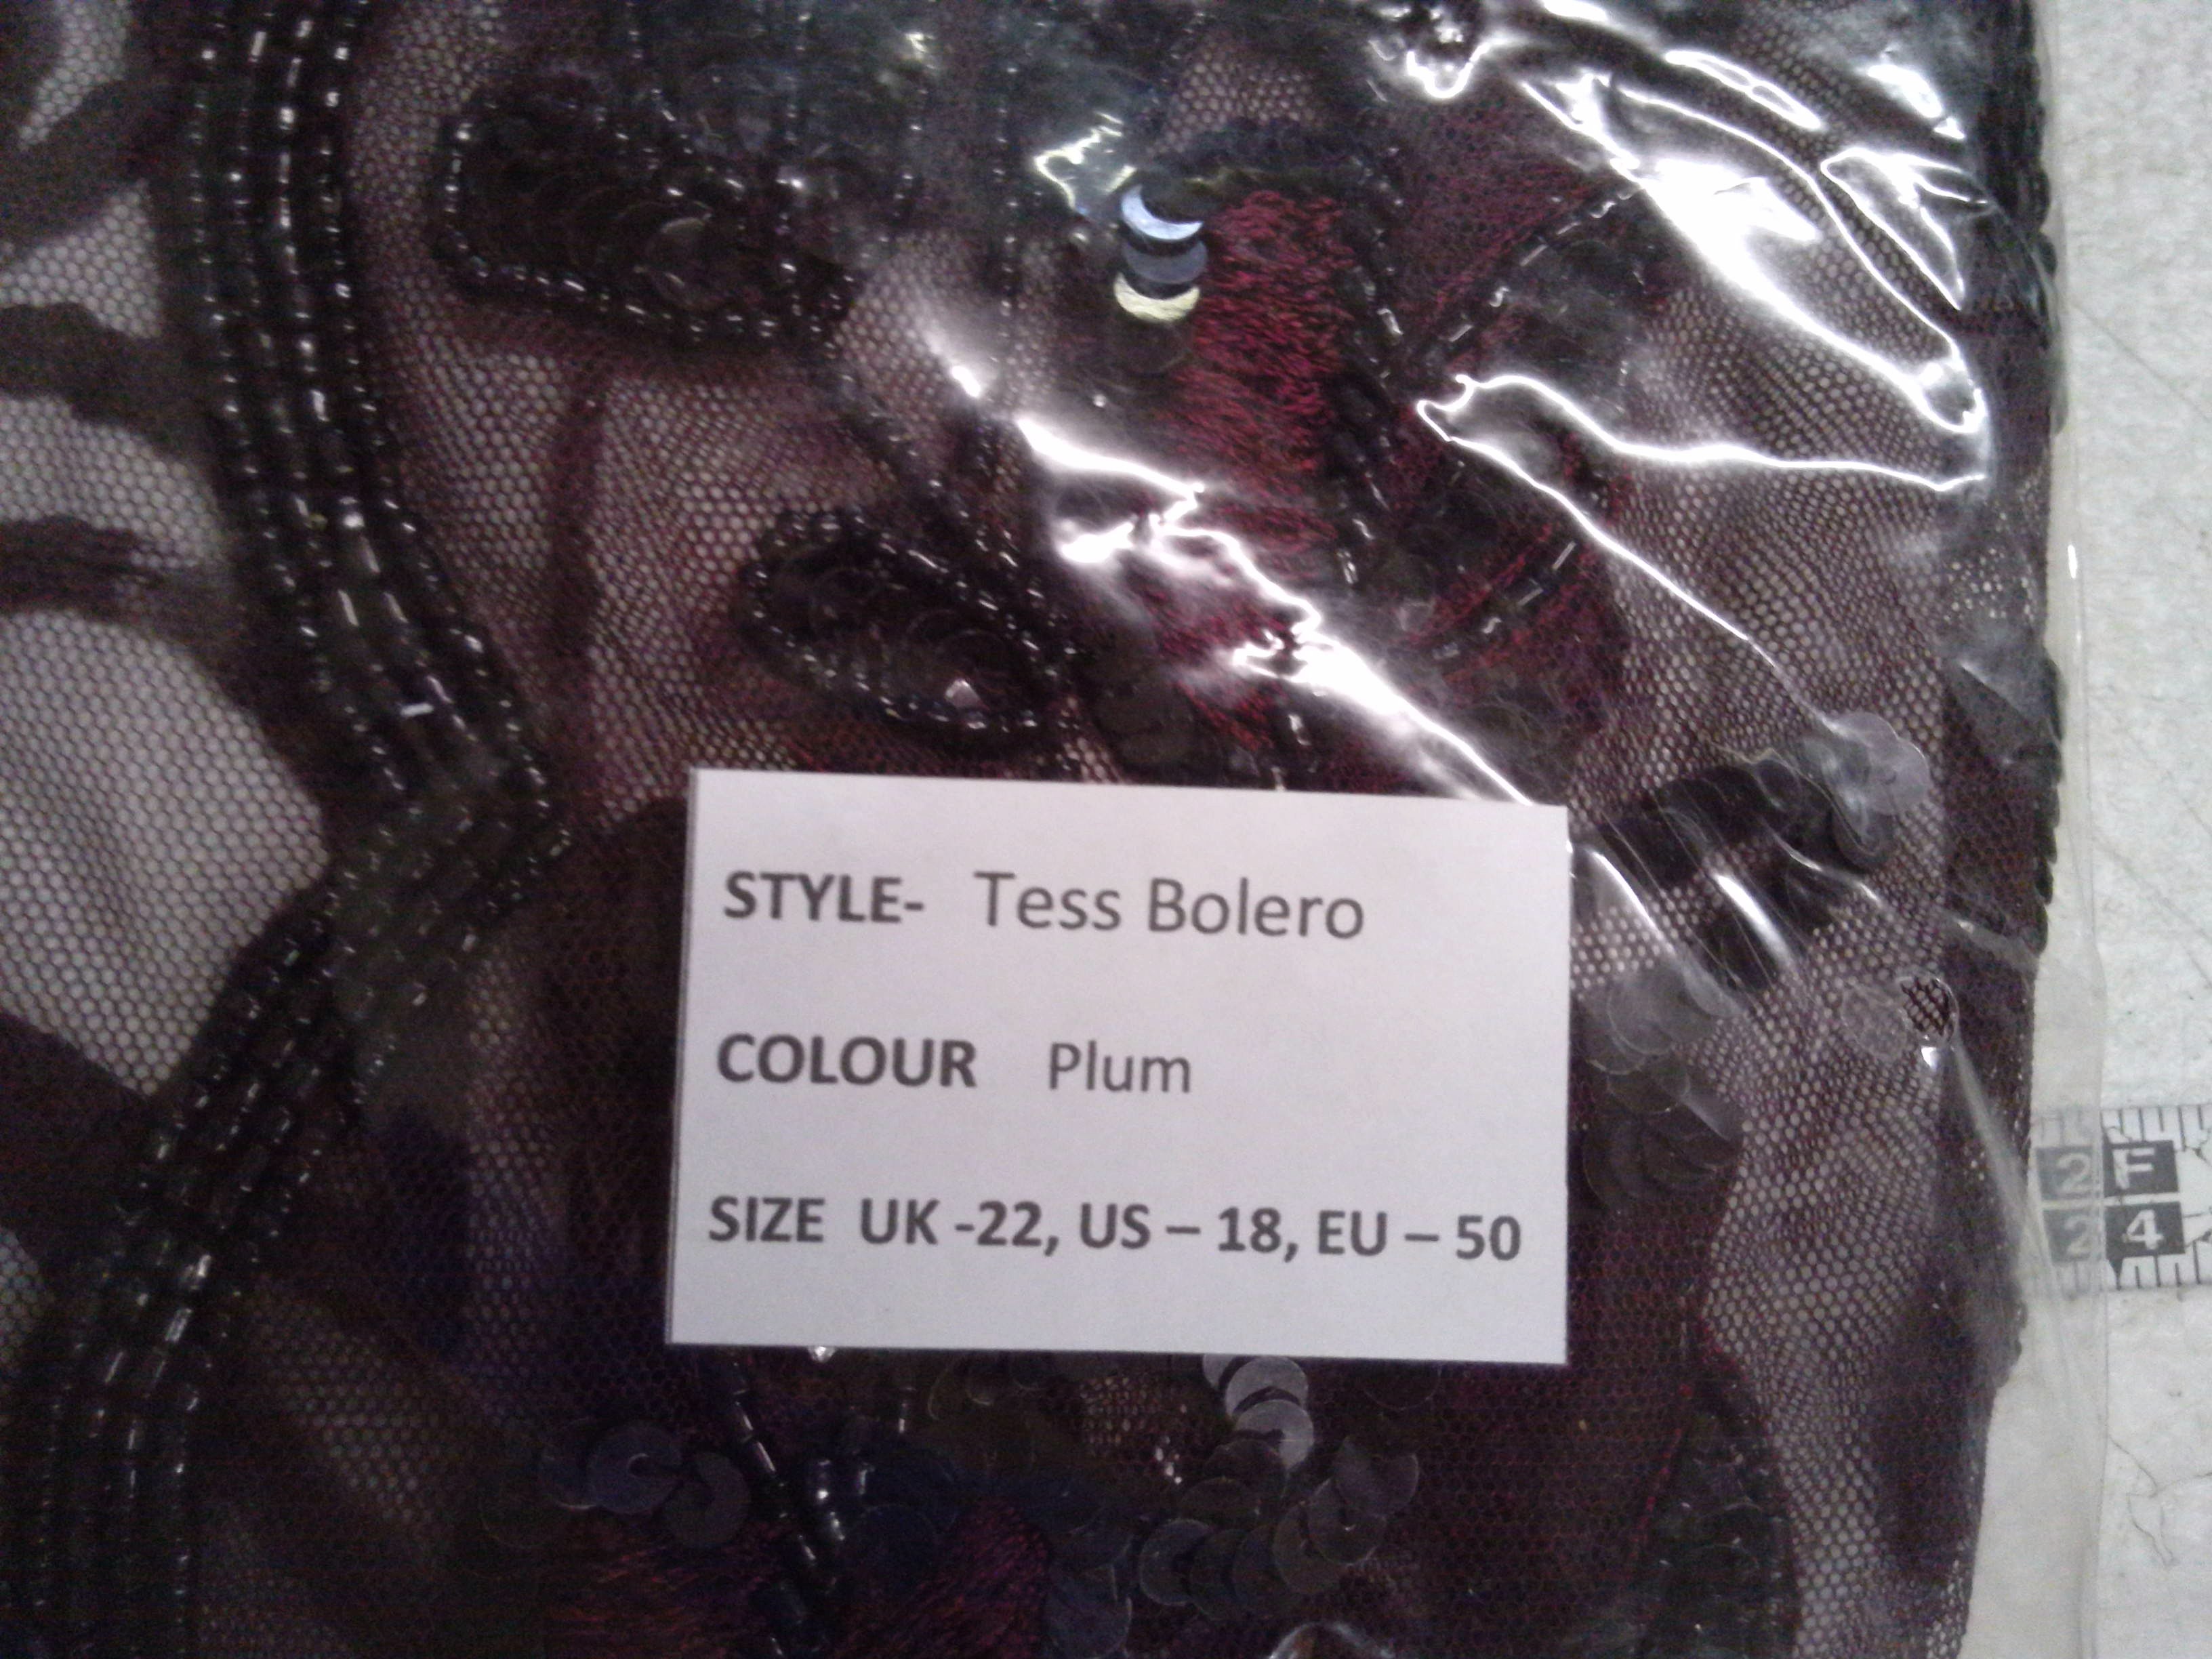 STYLE- Tess Bolero
COLOUR Plum
SIZE UK -22, US – 18, EU – 50
2F
24